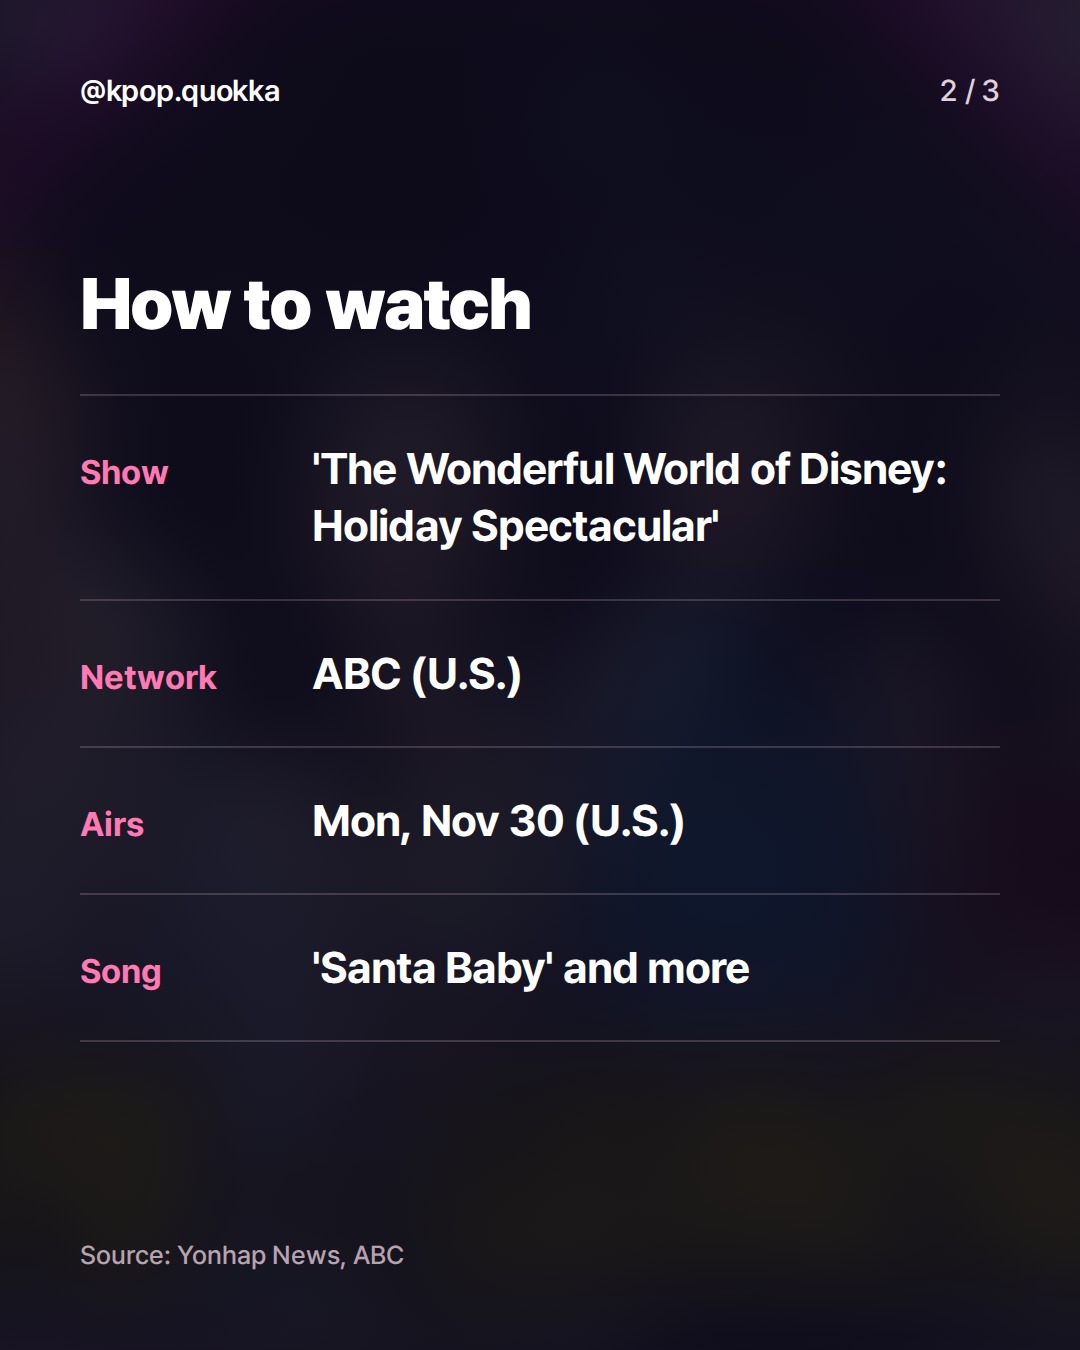 @kpop.quokka
2 / 3
How to watch
Show
'The Wonderful World of Disney:
Holiday Spectacular'
Network
ABC (U.S.)
Airs
Mon, Nov 30 (U.S.)
Song
'Santa Baby' and more
Source: Yonhap News, ABC